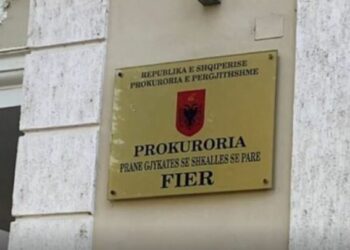 REPUBLIKA E SHQIPERISE
PROKURORIA E PERGJITHSHME
PROKURORIA
PRANE GJYKATES SE SHKALLES SE PARE
FIER